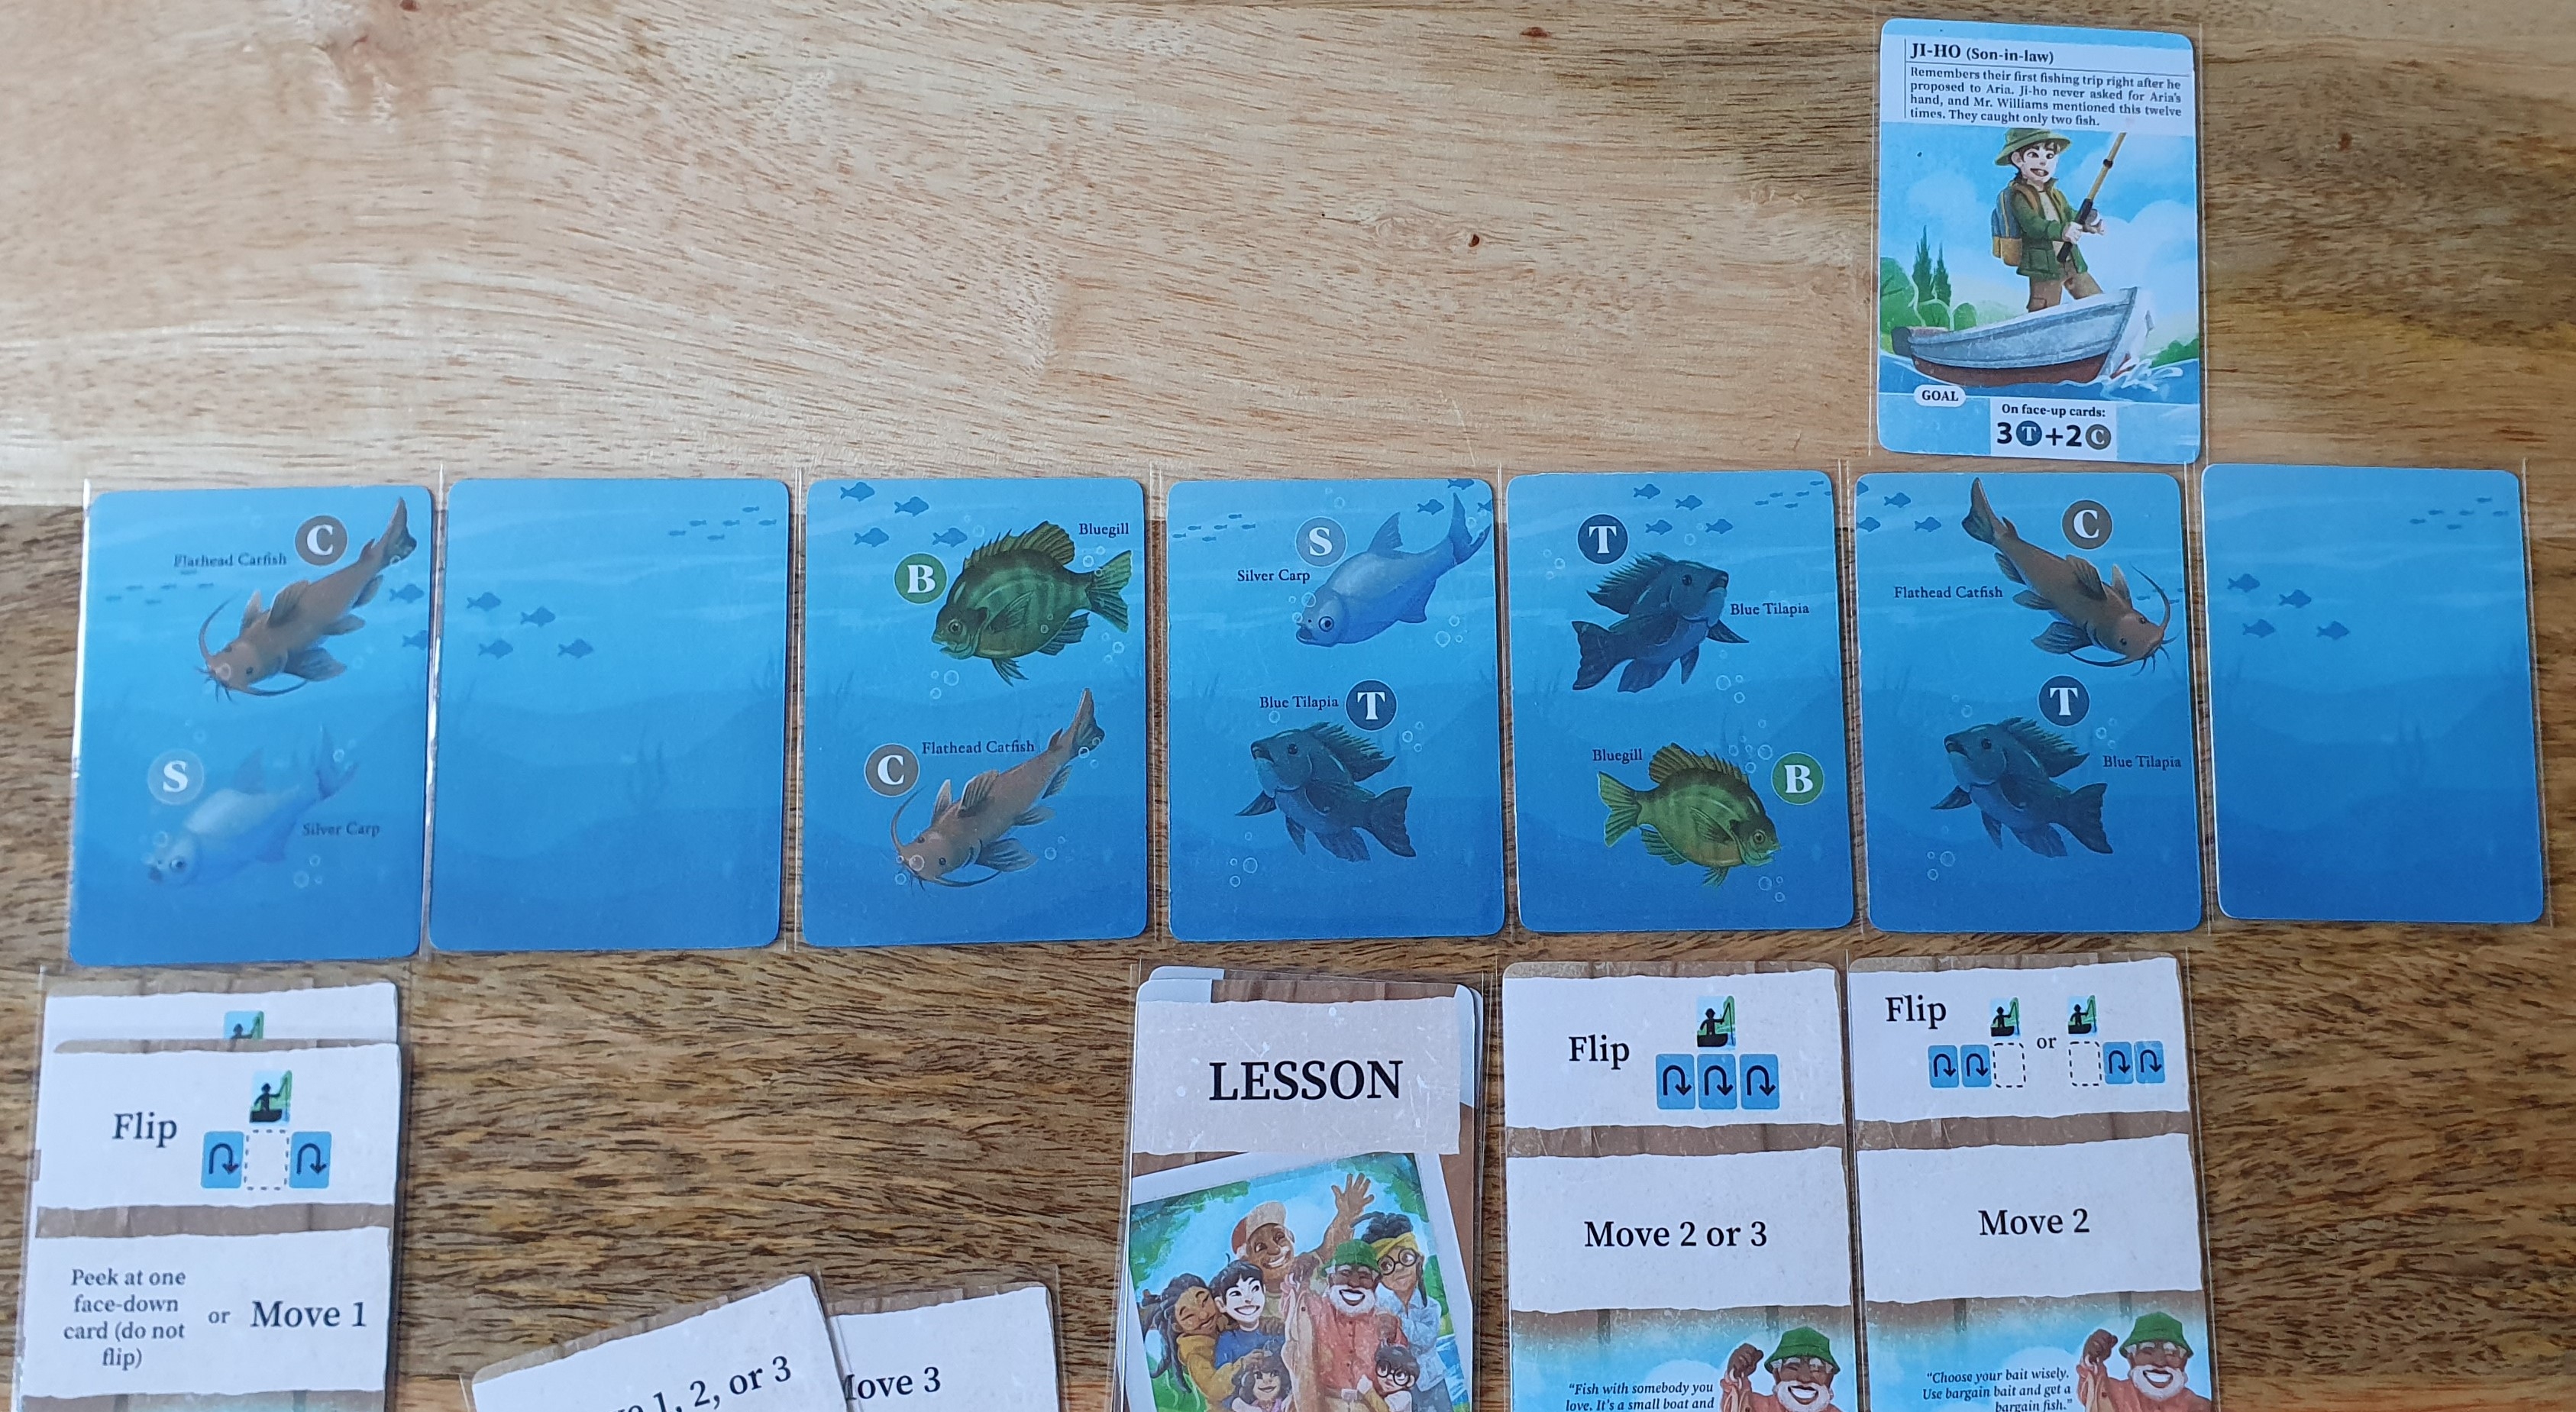 JI-HO (Son-in-law)
Remembers their first fishing trip right after he
proposed to Aria. Ji-ho never asked for Aria's
hand, and Mr. Williams mentioned this twelve
times. They caught only two fish.
GOAL
On face-up cards:
3T+2C
Flathead Catfish C
S
Silver Carp
Bluegill
B
Flathead Catfish
C
S
Silver Carp
Blue Tilapia T
T
Blue Tilapia
Bluegill
B
C
Flathead Catfish
T
Blue Tilapia
Flip
Peek at one
face-down
card (do not
flip)
or Move 1
1, 2, or 3
Move 3
LESSON
Flip
Move 2 or 3
"Fish with somebody you
love. It's a small boat and
Flip
or
Move 2
"Choose your bait wisely.
Use bargain bait and get a
bargain fish."